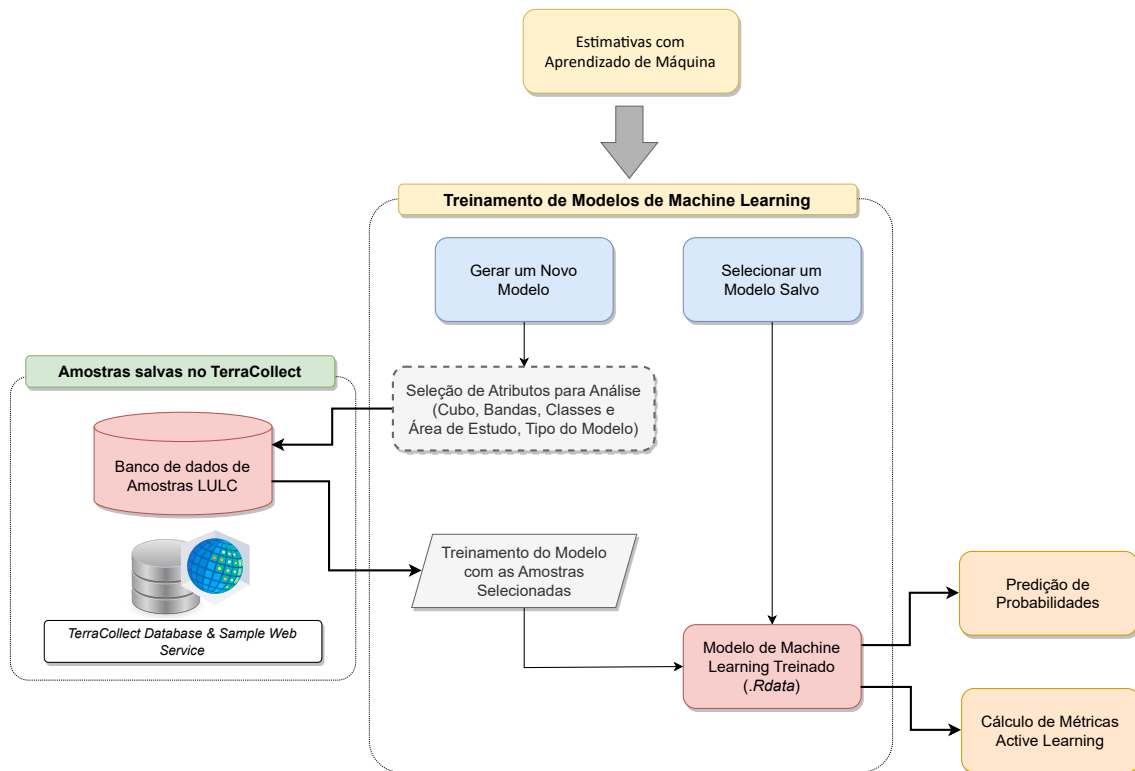 Estimativas com
Aprendizado de Máquina
Treinamento de Modelos de Machine Learning
Gerar um Novo
Modelo
Selecionar um
Modelo Salvo
Amostras salvas no TerraCollect
Seleção de Atributos para Análise
(Cubo, Bandas, Classes e
Área de Estudo, Tipo do Modelo)
Banco de dados de
Amostras LULC
Treinamento do Modelo
com as Amostras
Selecionadas
TerraCollect Database & Sample Web
Service
Modelo de Machine
Learning Treinado
(.Rdata)
Predição de
Probabilidades
Cálculo de Métricas
Active Learning